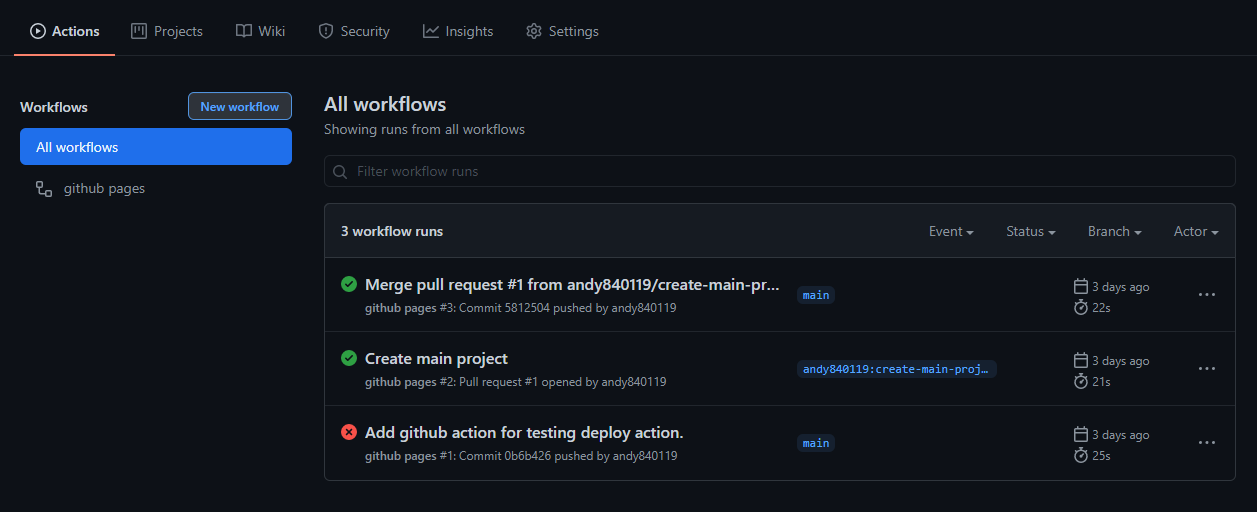 Actions Projects Wiki Security Insights Settings
Workflows
New workflow
All workflows
github pages
All workflows
Showing runs from all workflows
Filter workflow runs
3 workflow runs Event Status Branch Actor
Merge pull request #1 from andy840119/create-main-pr...
github pages #3: Commit 5812504 pushed by andy840119
main
3 days ago
22s
Create main project
github pages #2: Pull request #1 opened by andy840119
andy840119:create-main-proj…
3 days ago
21s
Add github action for testing deploy action.
github pages #1: Commit 0b6b426 pushed by andy840119
main
3 days ago
25s